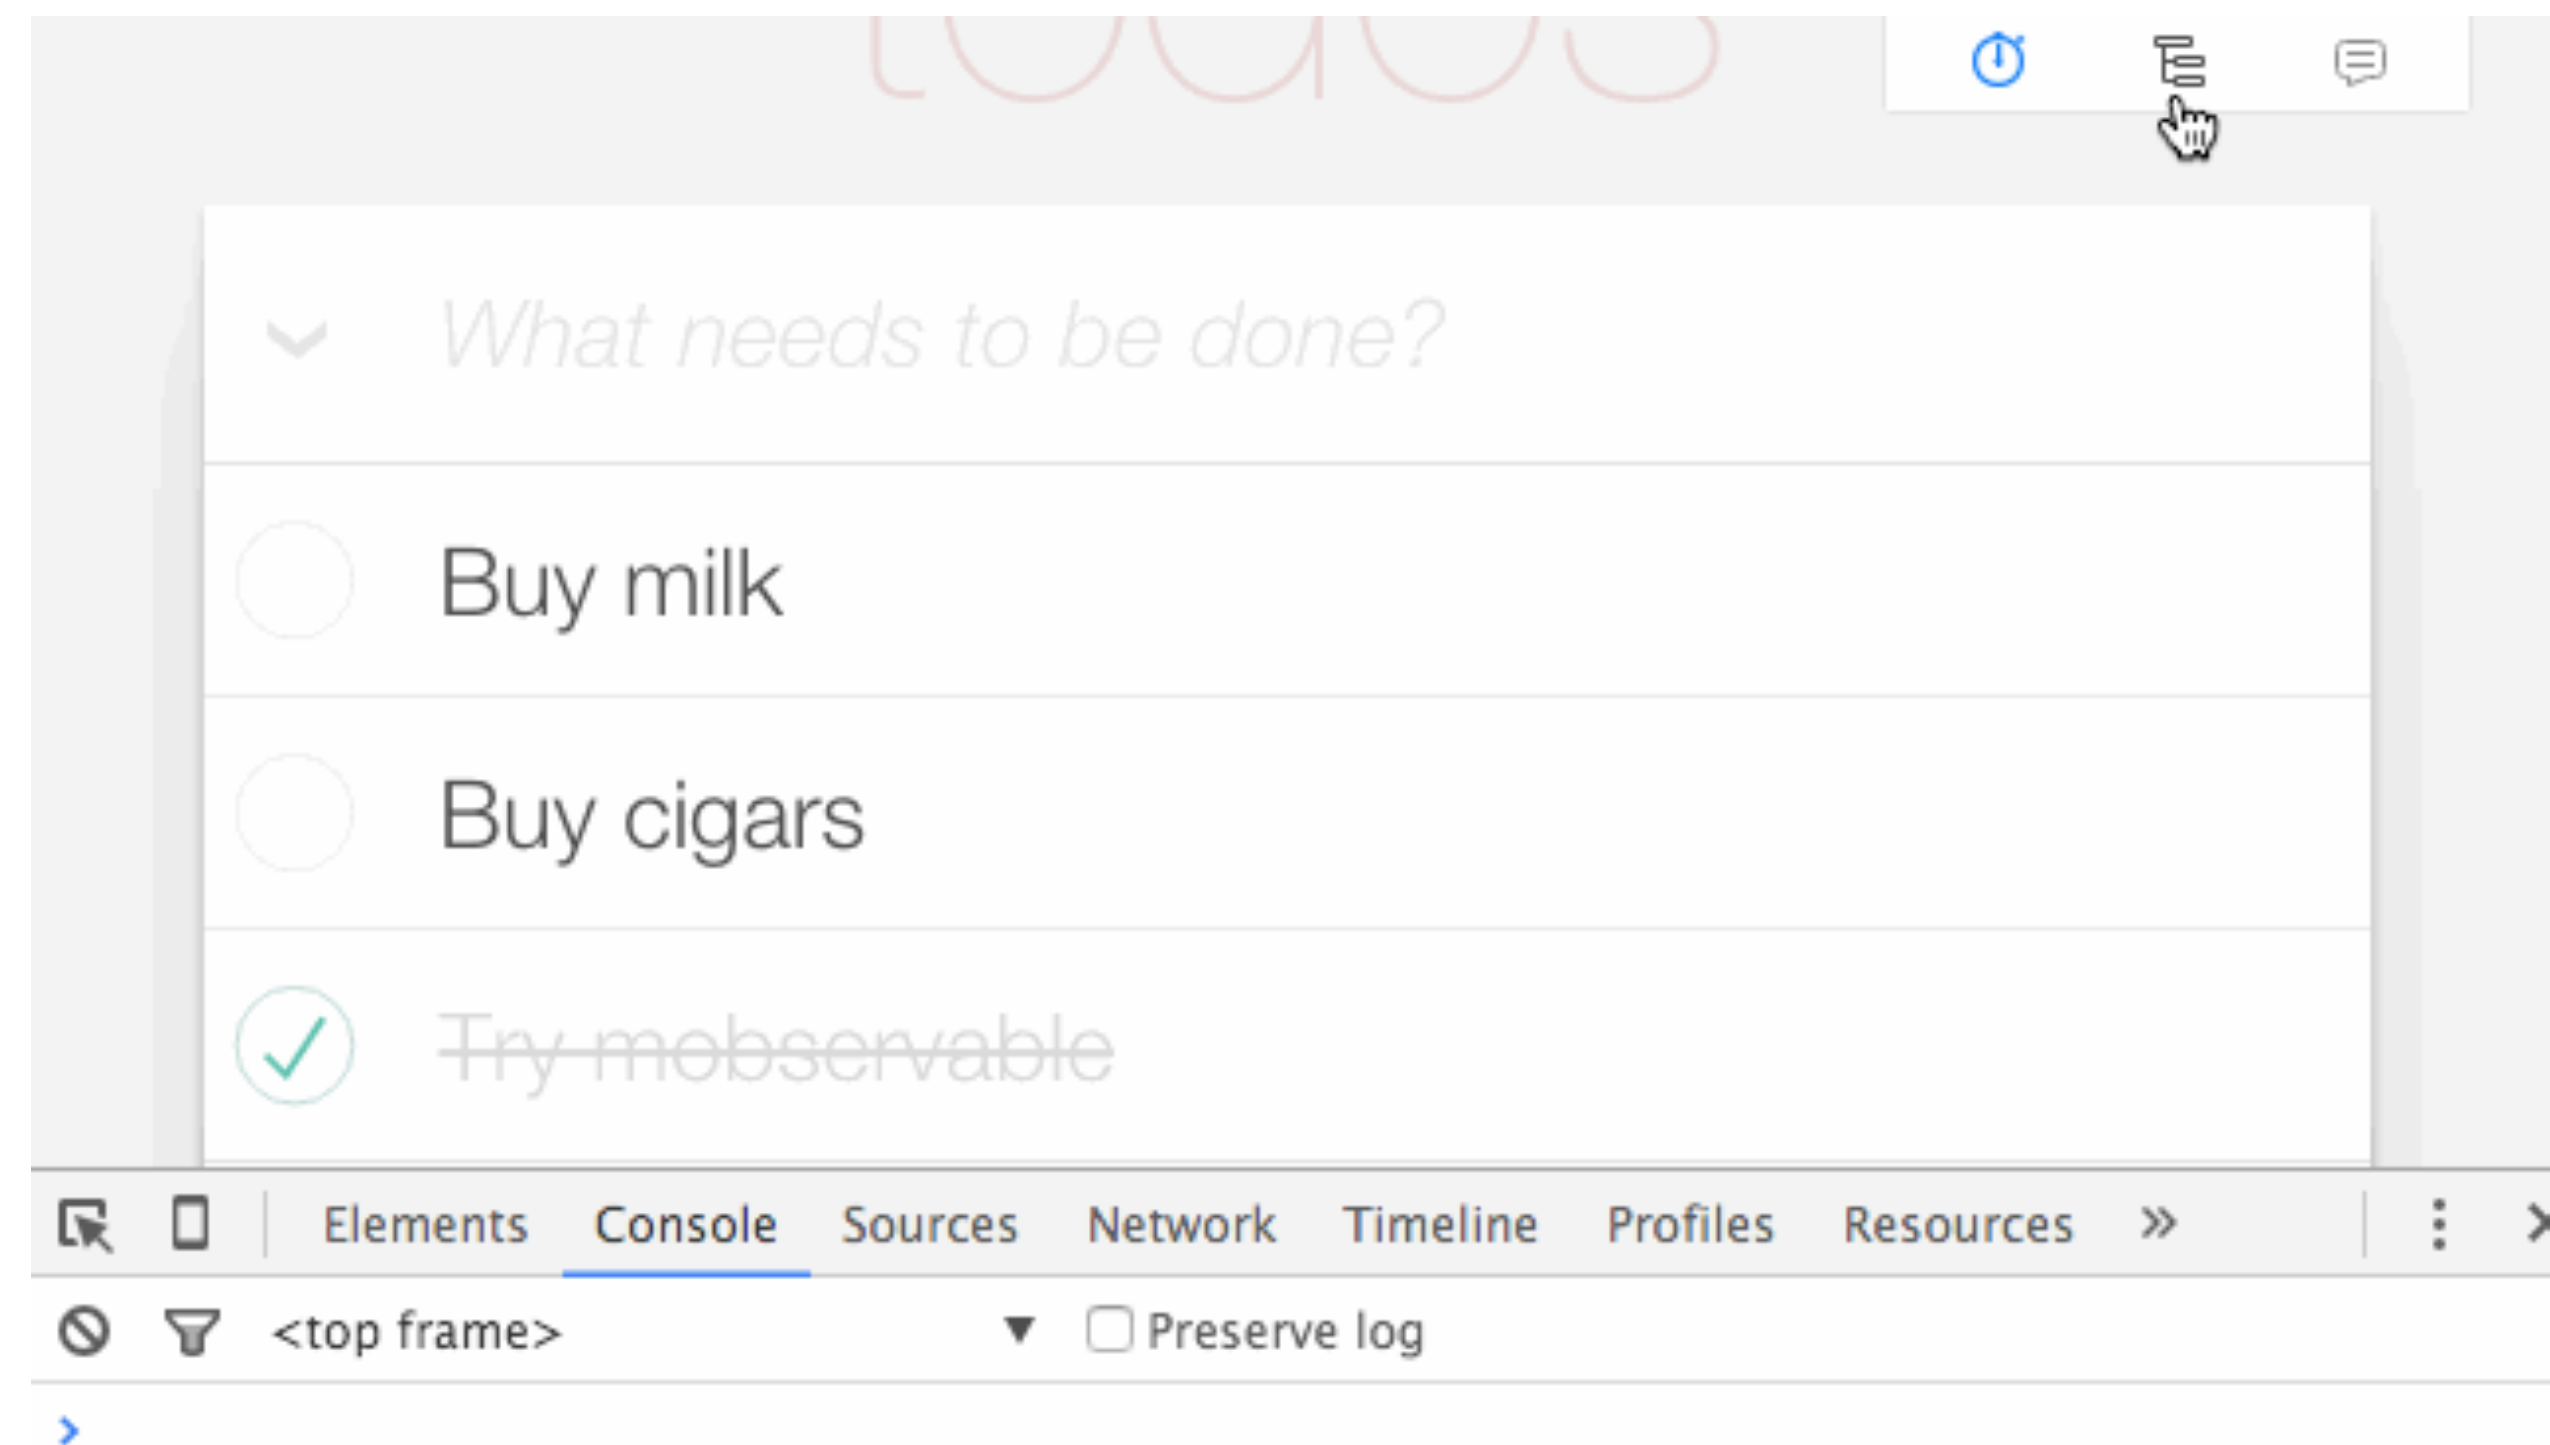 todos
What needs to be done?
Buy milk
Buy cigars
Try mobservable
Elements Console Sources Network Timeline Profiles Resources »
<top frame> ▼ Preserve log
>